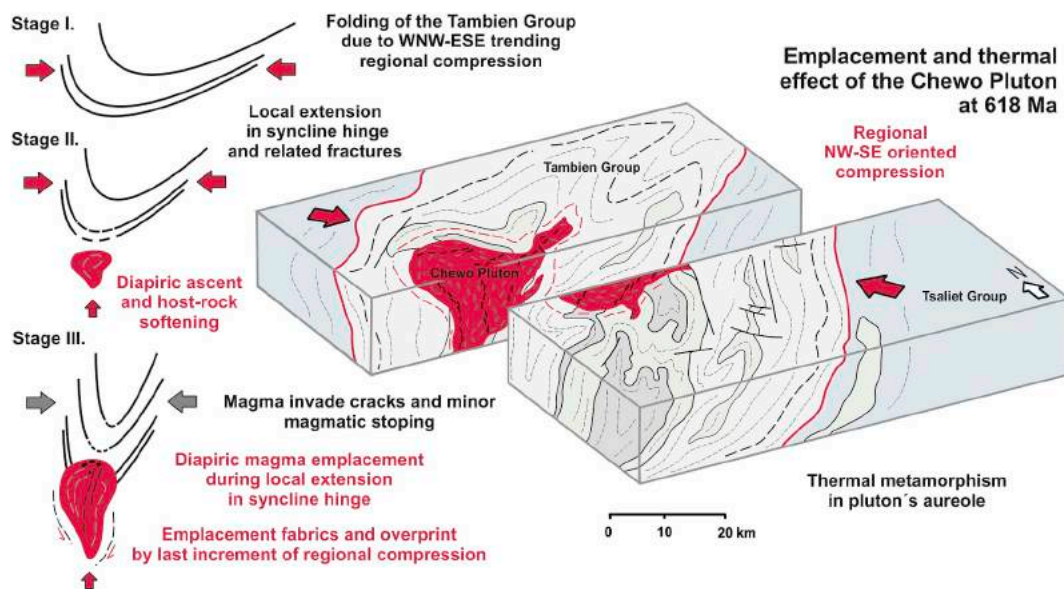 Stage I.
Folding of the Tambien Group
due to WNW-ESE trending
regional compression
Stage II.
Local extension
in syncline hinge
and related fractures
Diapiric ascent
and host-rock
softening
Stage III.
Magma invade cracks and minor
magmatic stoping
Diapiric magma emplacement
during local extension
in syncline hinge
Emplacement fabrics and overprint
by last increment of regional compression
Emplacement and thermal
effect of the Chewo Pluton
at 618 Ma
Regional
NW-SE oriented
compression
Tambien Group
Chewo Pluton
Tsaliet Group
N
Thermal metamorphism
in pluton´s aureole
0 10 20 km